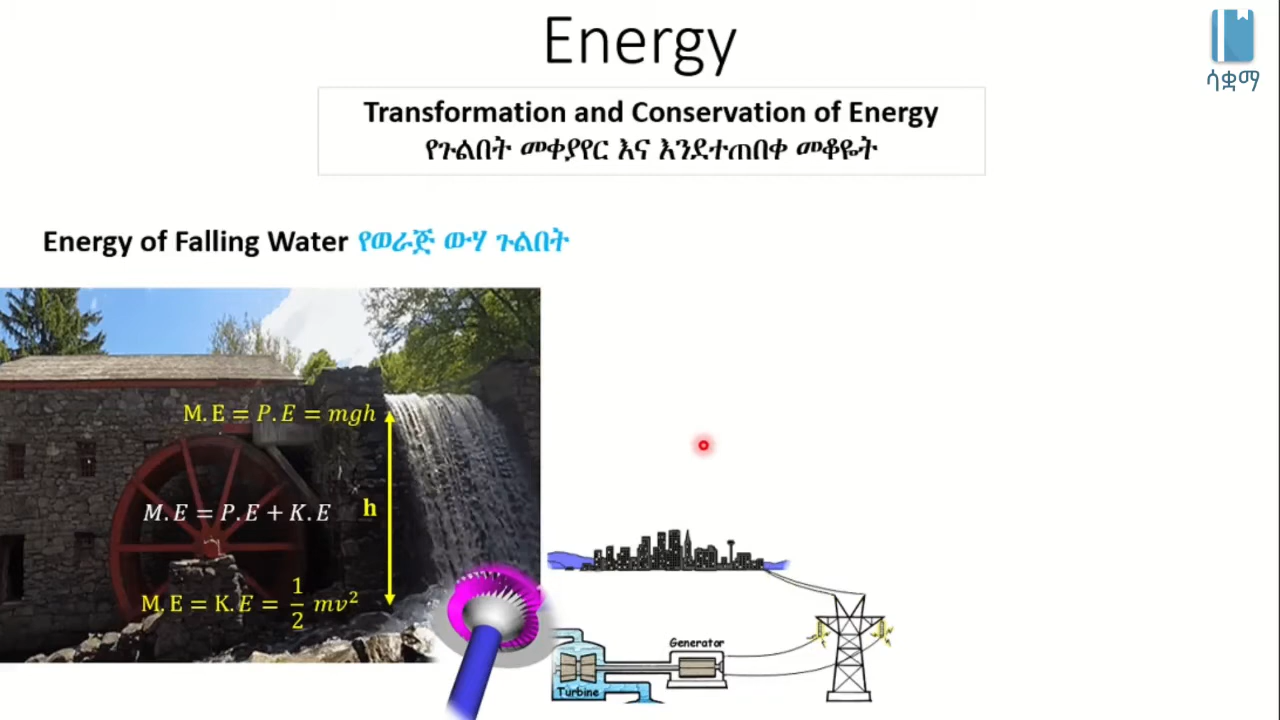 Energy
ሳቋማ
Transformation and Conservation of Energy
የጉልበት መቀያየር እና እንደተጠበቀ መቆዬት
Energy of Falling Water የወራጅ ውሃ ጉልበት
M.E = P.E = mgh
M.E = P.E + K.E
h
M.E = K.E = 1/2 mv²
Generator
Turbine